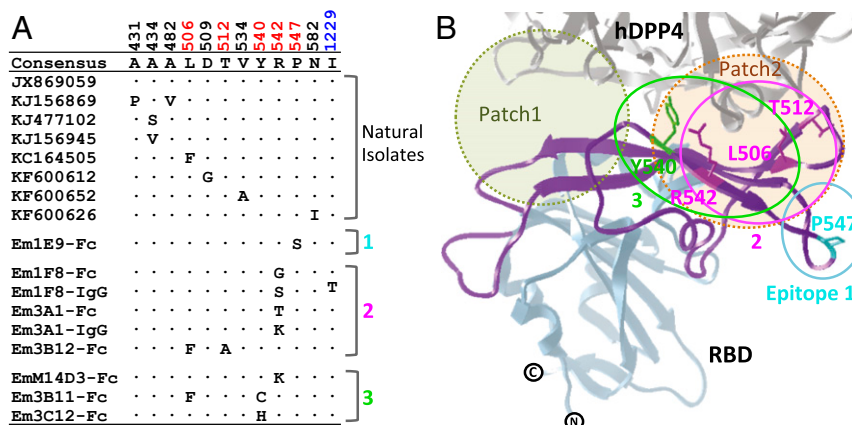 A
431 434 482 506 509 512 534 540 542 547 582 1229
Consensus A A A L D T V Y R P N I
JX869059 . . . . . . . . . . . .
KJ156869 P . V . . . . . . . . .
KJ477102 . S . . . . . . . . . .
KJ156945 . V . . . . . . . . . .
KC164505 . . . F . . . . . . . .
KF600612 . . . . G . . . . . . .
KF600652 . . . . . . A . . . . .
KF600626 . . . . . . . . . . I .
Natural
Isolates
Em1E9-Fc . . . . . . . . . S . .
1
Em1F8-Fc . . . . . . . . G . . .
Em1F8-IgG . . . . . . . . S . . T
Em3A1-Fc . . . . . . . . T . . .
Em3A1-IgG . . . . . . . . K . . .
Em3B12-Fc . . . F . A . . . . . .
2
EmM14D3-Fc . . . . . . . . K . . .
Em3B11-Fc . . . F . . . C . . . .
Em3C12-Fc . . . . . . . H . . . .
3
B
hDPP4
Patch1
Patch2
T512
L506
Y540
R542
3
2
P547
Epitope 1
RBD
C
N